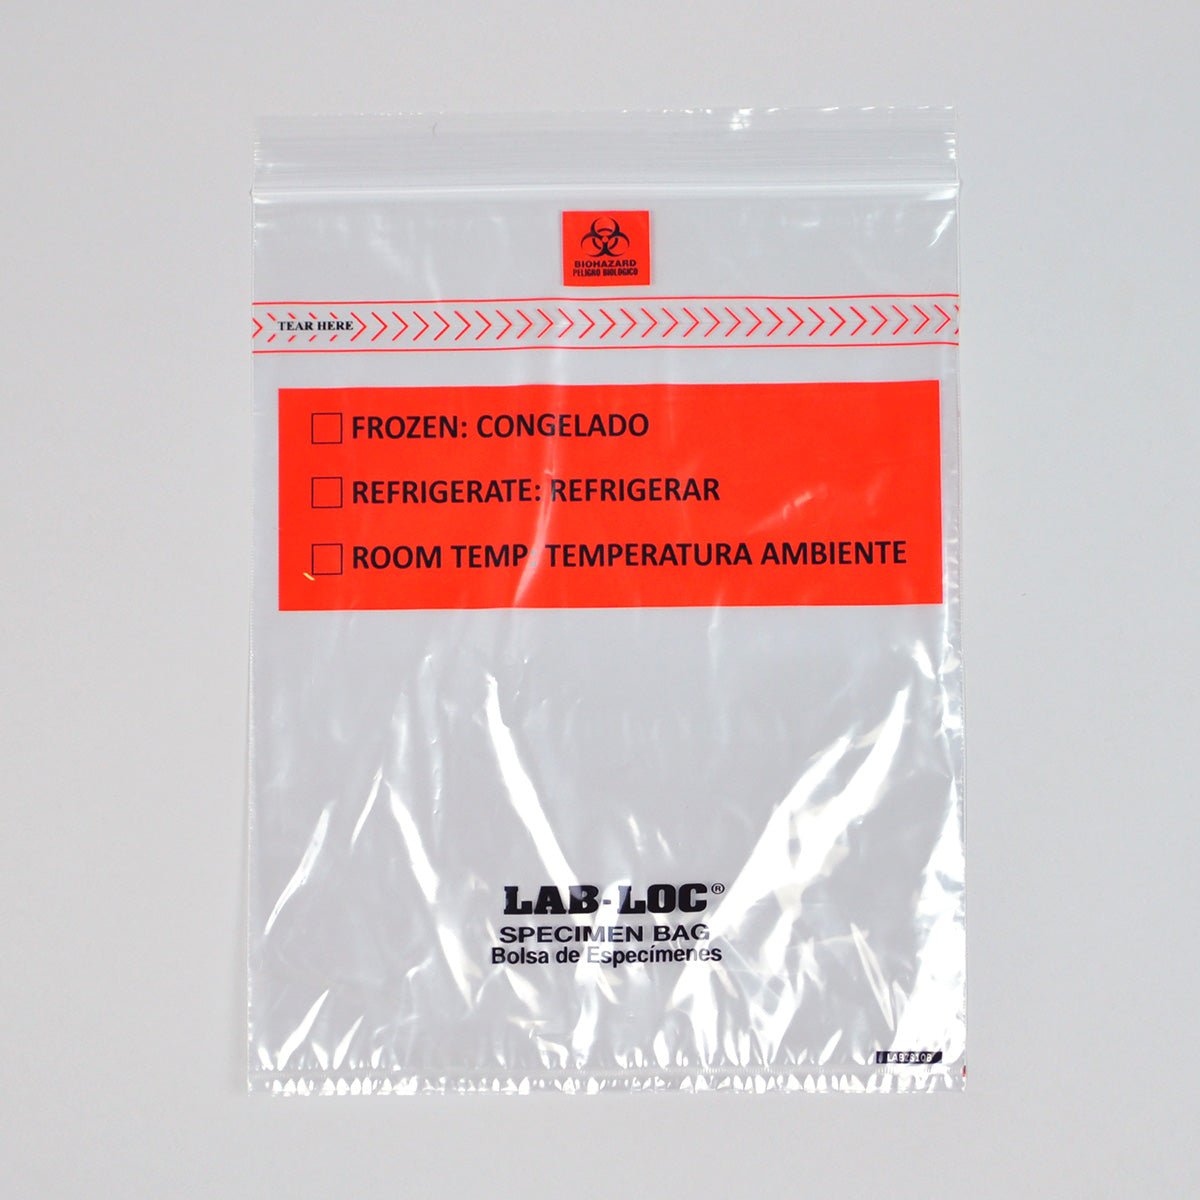 BIOHAZARD
PELIGRO BIOLOGICO
TEAR HERE
FROZEN: CONGELADO
REFRIGERATE: REFRIGERAR
ROOM TEMP: TEMPERATURA AMBIENTE
LAB-LOC®
SPECIMEN BAG
Bolsa de Especímenes